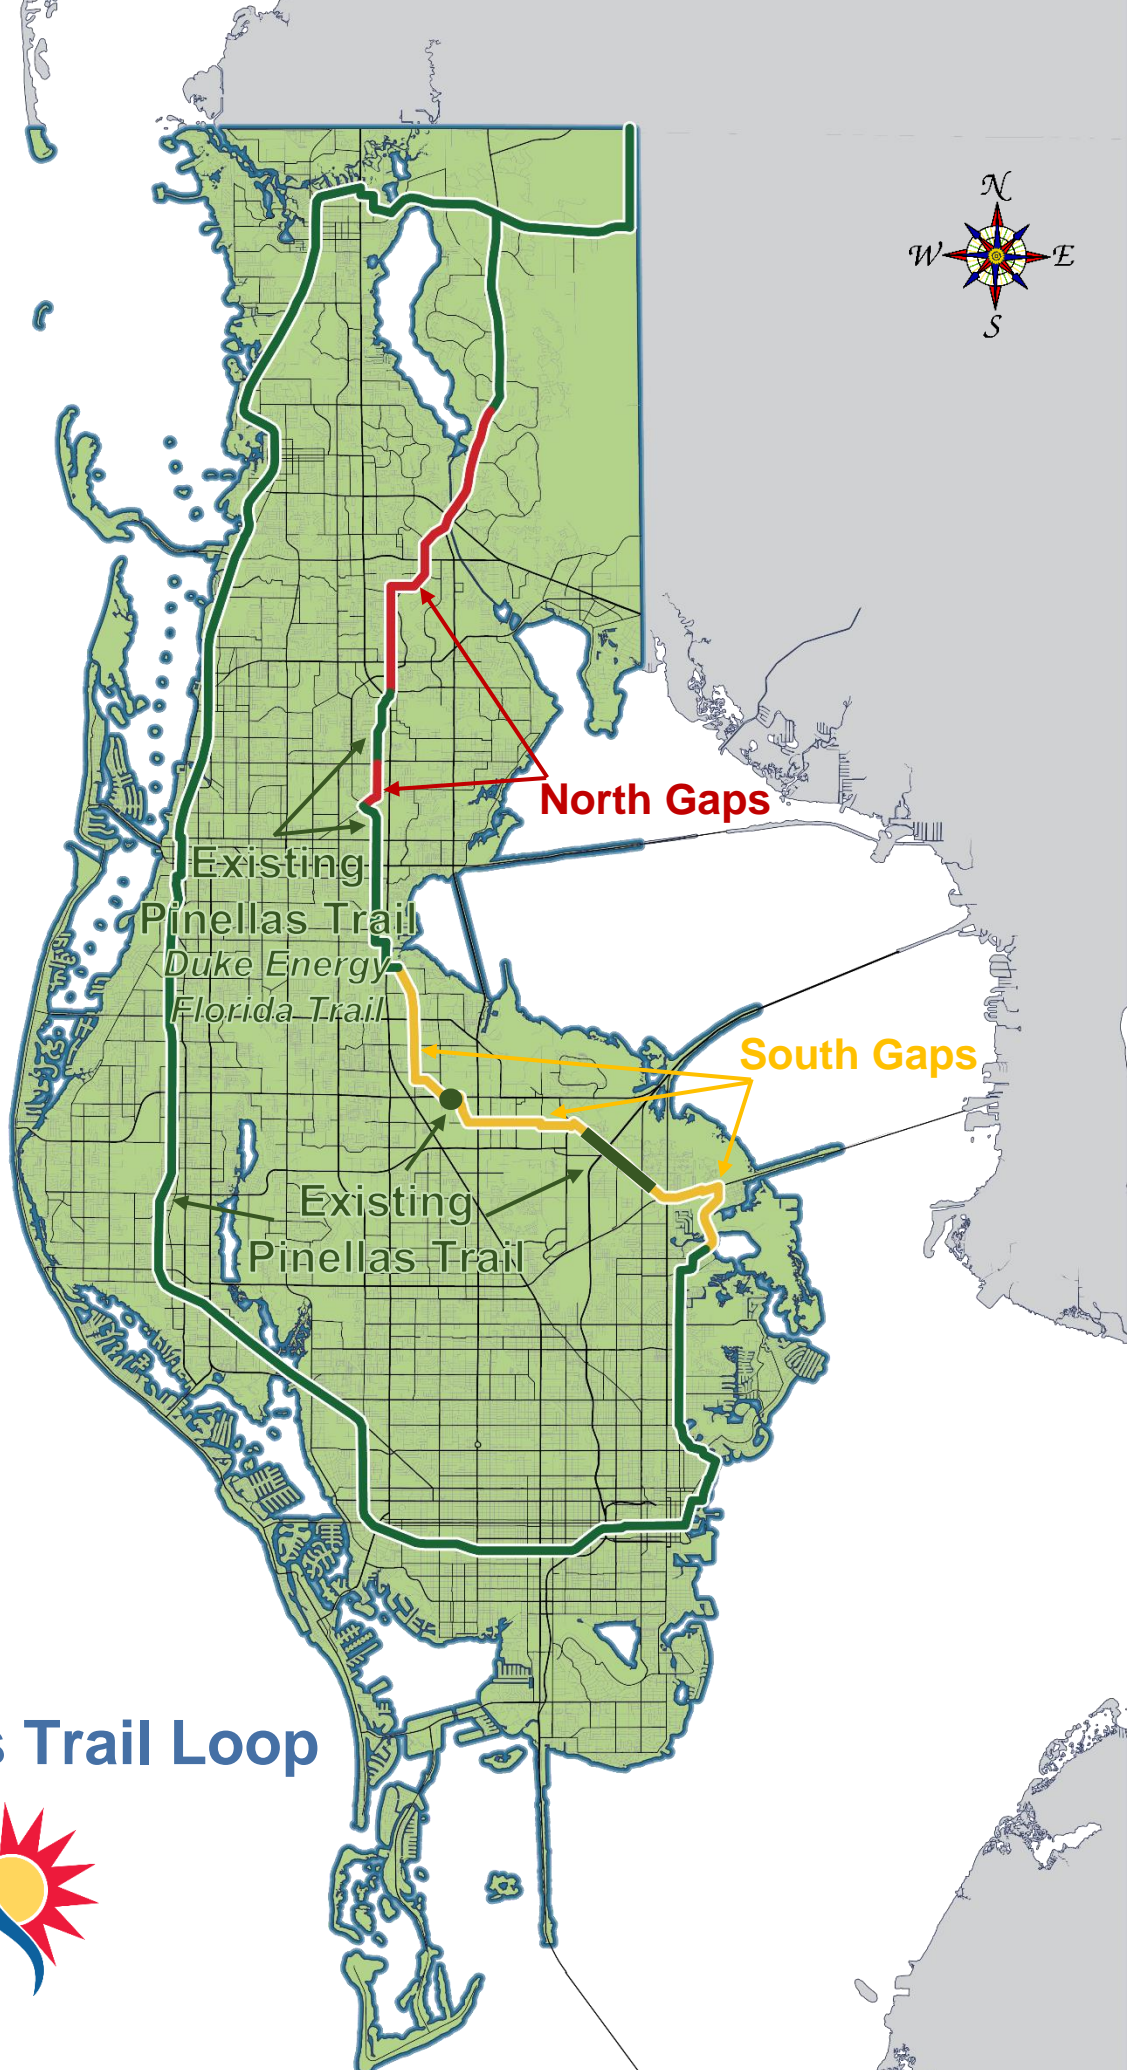 N
W E
S
North Gaps
Existing
Pinellas Trail
Duke Energy
Florida Trail
South Gaps
Existing
Pinellas Trail
s Trail Loop